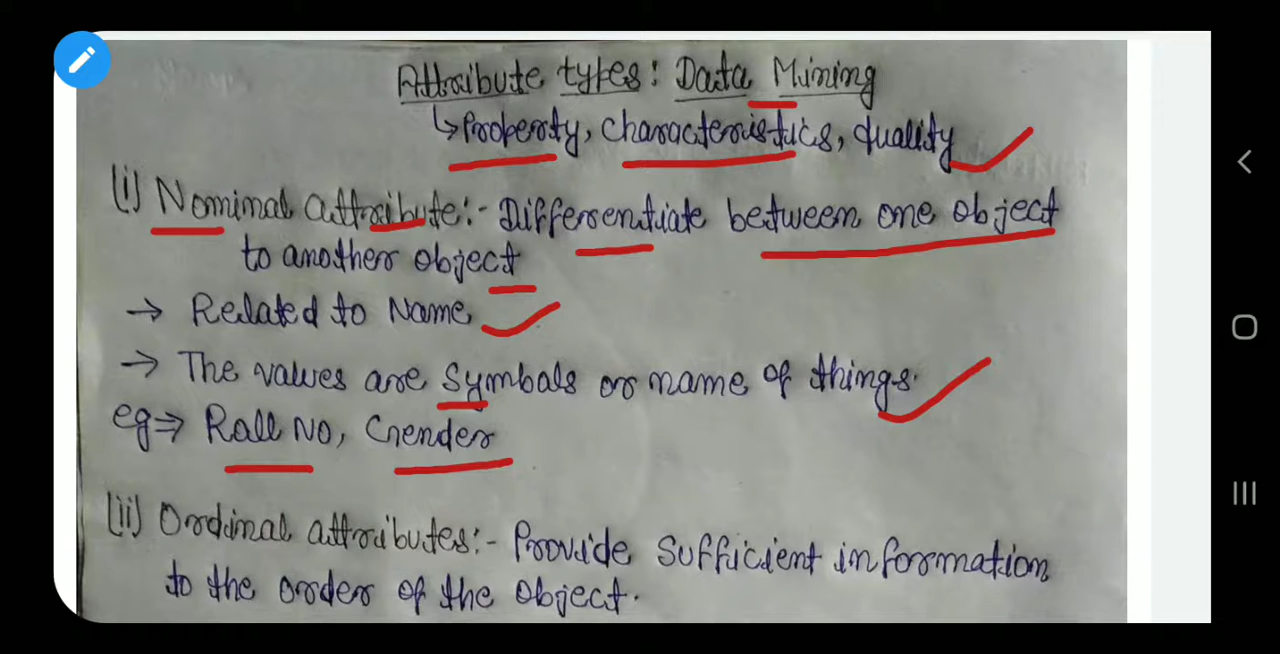 Attribute types: Data Mining
↳ Property, characteristics, quality
(i) Nominal attribute:- Differentiate between one object
to another object
→ Related to Name
→ The values are symbals or name of things.
eg⇒ Roll No, Gender
(ii) Ordinal attributes:- Provide sufficient information
to the order of the object.